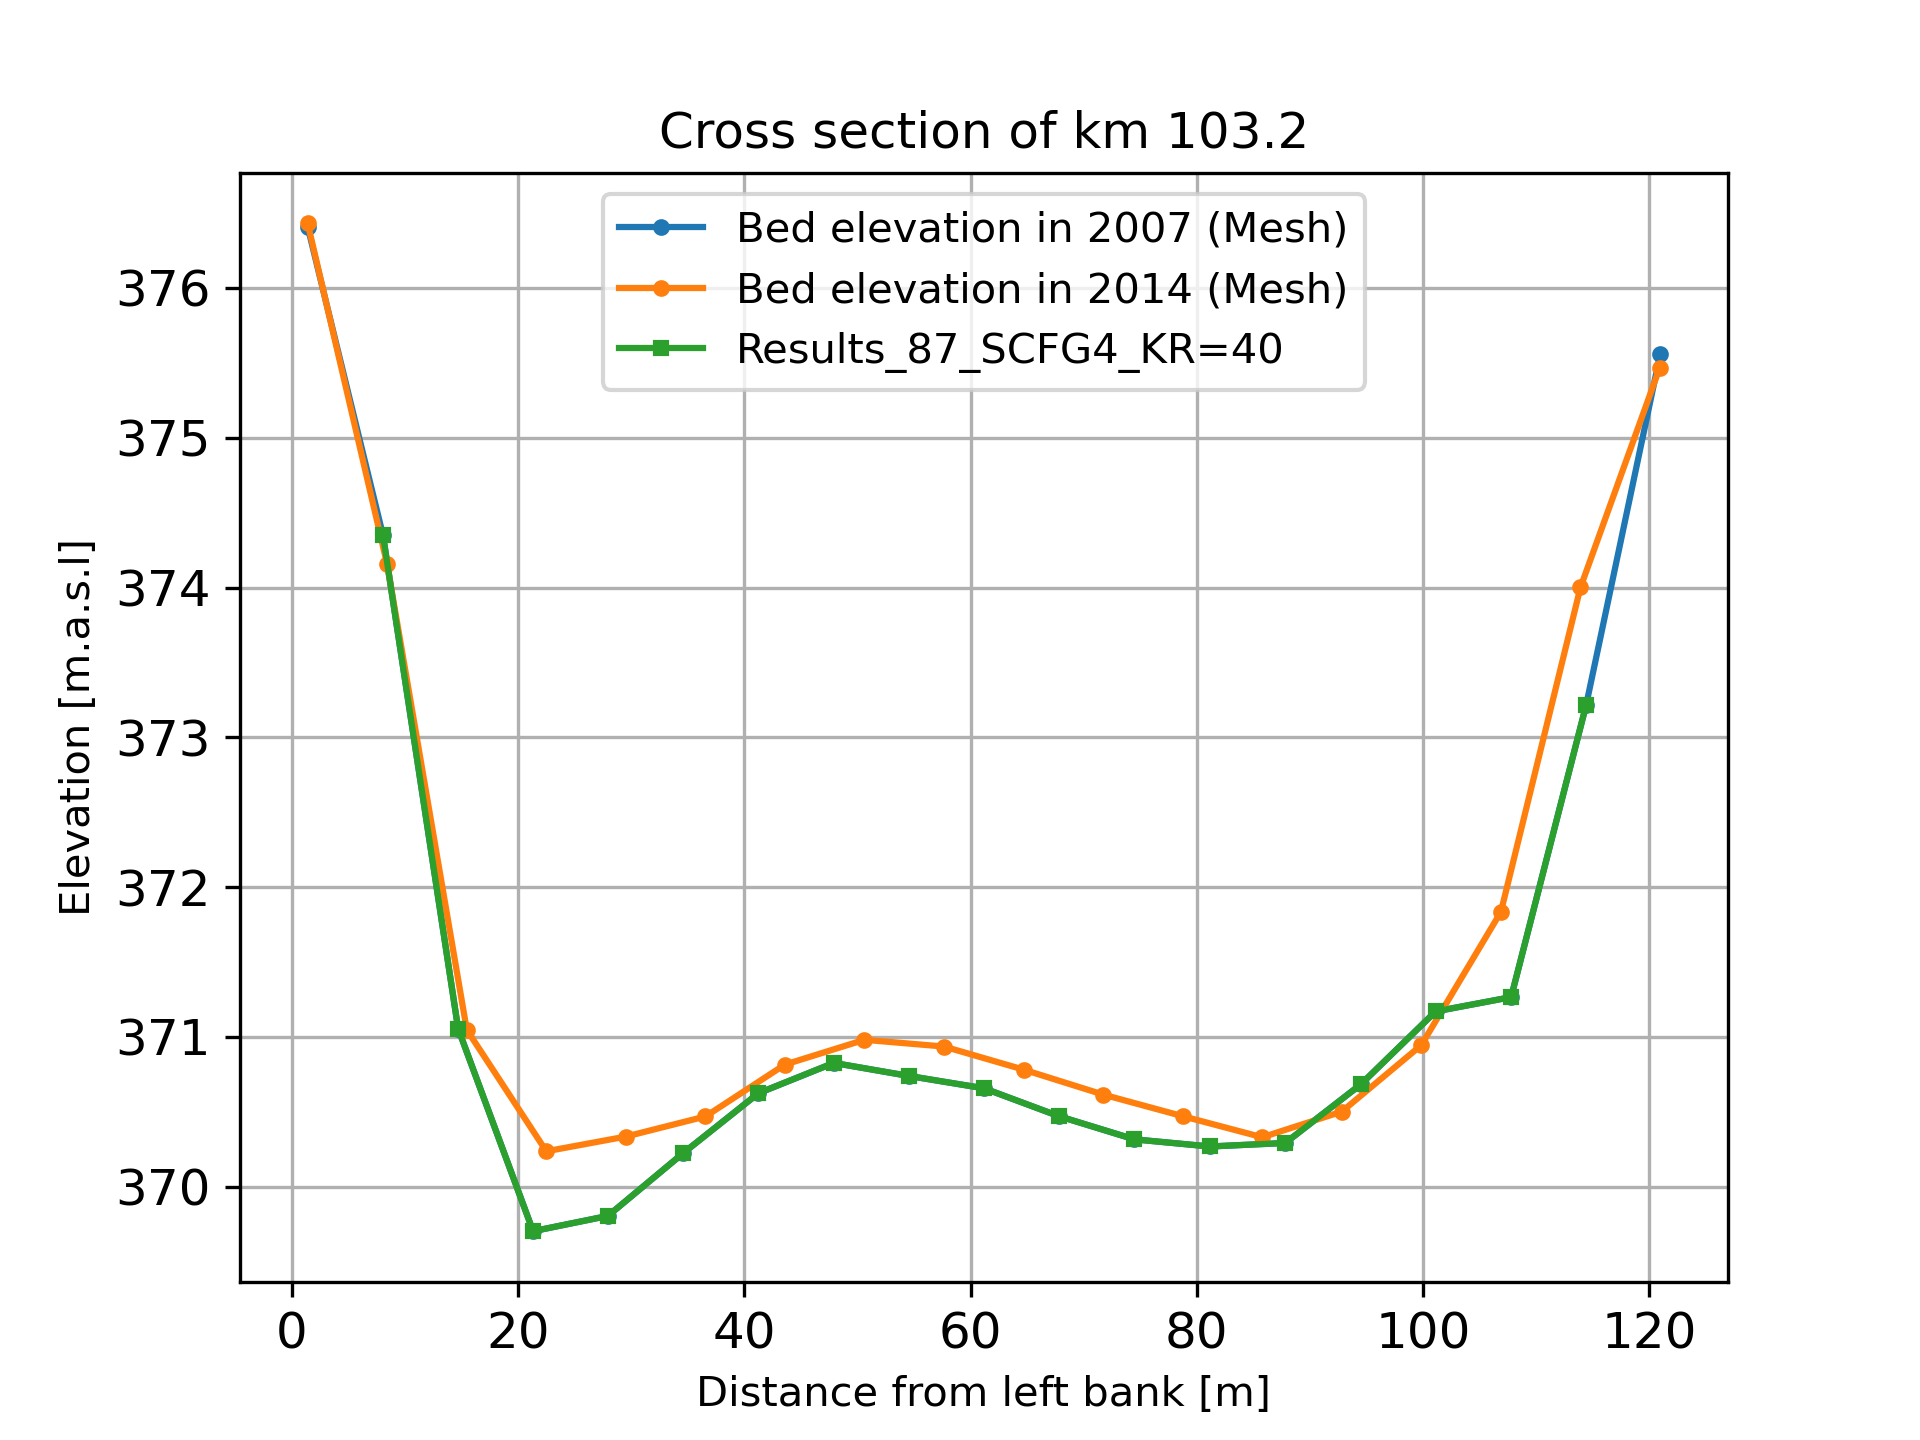 Cross section of km 103.2
Bed elevation in 2007 (Mesh)
Bed elevation in 2014 (Mesh)
Results_87_SCFG4_KR=40
376
375
374
373
372
371
370
Elevation [m.a.s.l]
0 20 40 60 80 100 120
Distance from left bank [m]